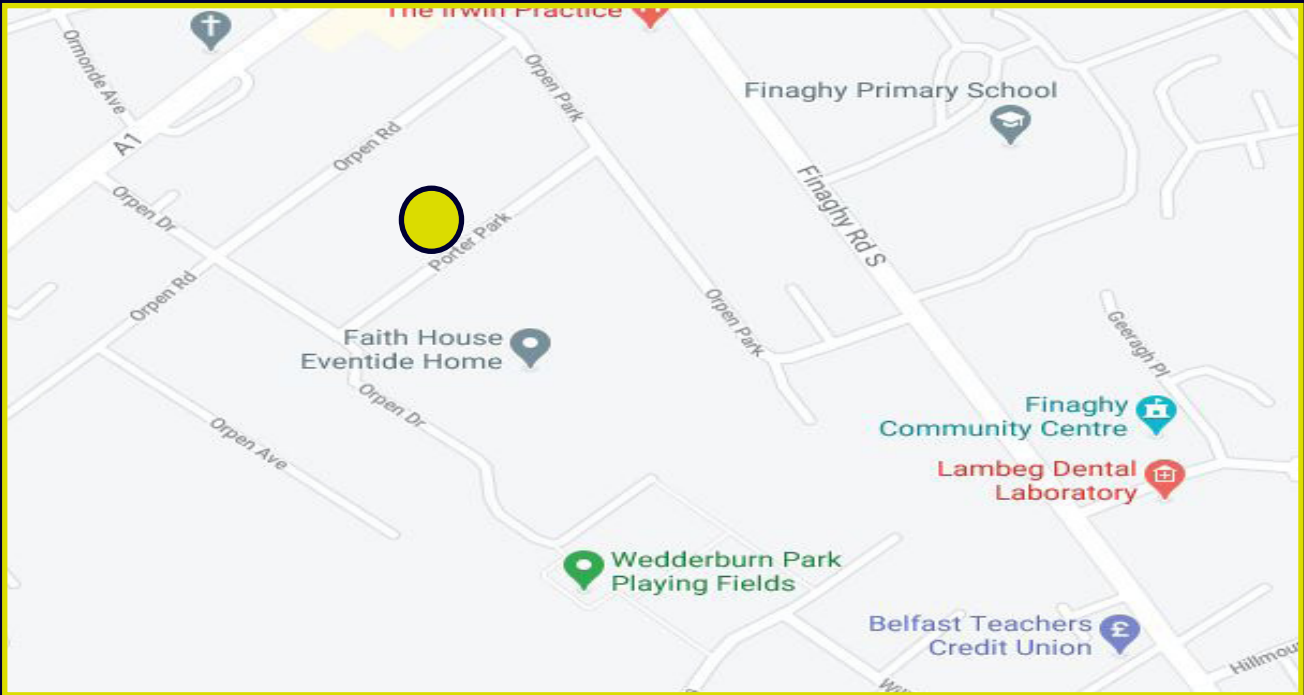 The Irwin Practice
Ormonde Ave
A1
Orpen Park
Finaghy Primary School
Orpen Rd
Orpen Dr
Porter Park
Finaghy Rd S
Orpen Rd
Orpen Park
Faith House
Eventide Home
Geeragh Pl
Orpen Dr
Orpen Ave
Finaghy
Community Centre
Lambeg Dental
Laboratory
Wedderburn Park
Playing Fields
Belfast Teachers
Credit Union
£
Hillmou